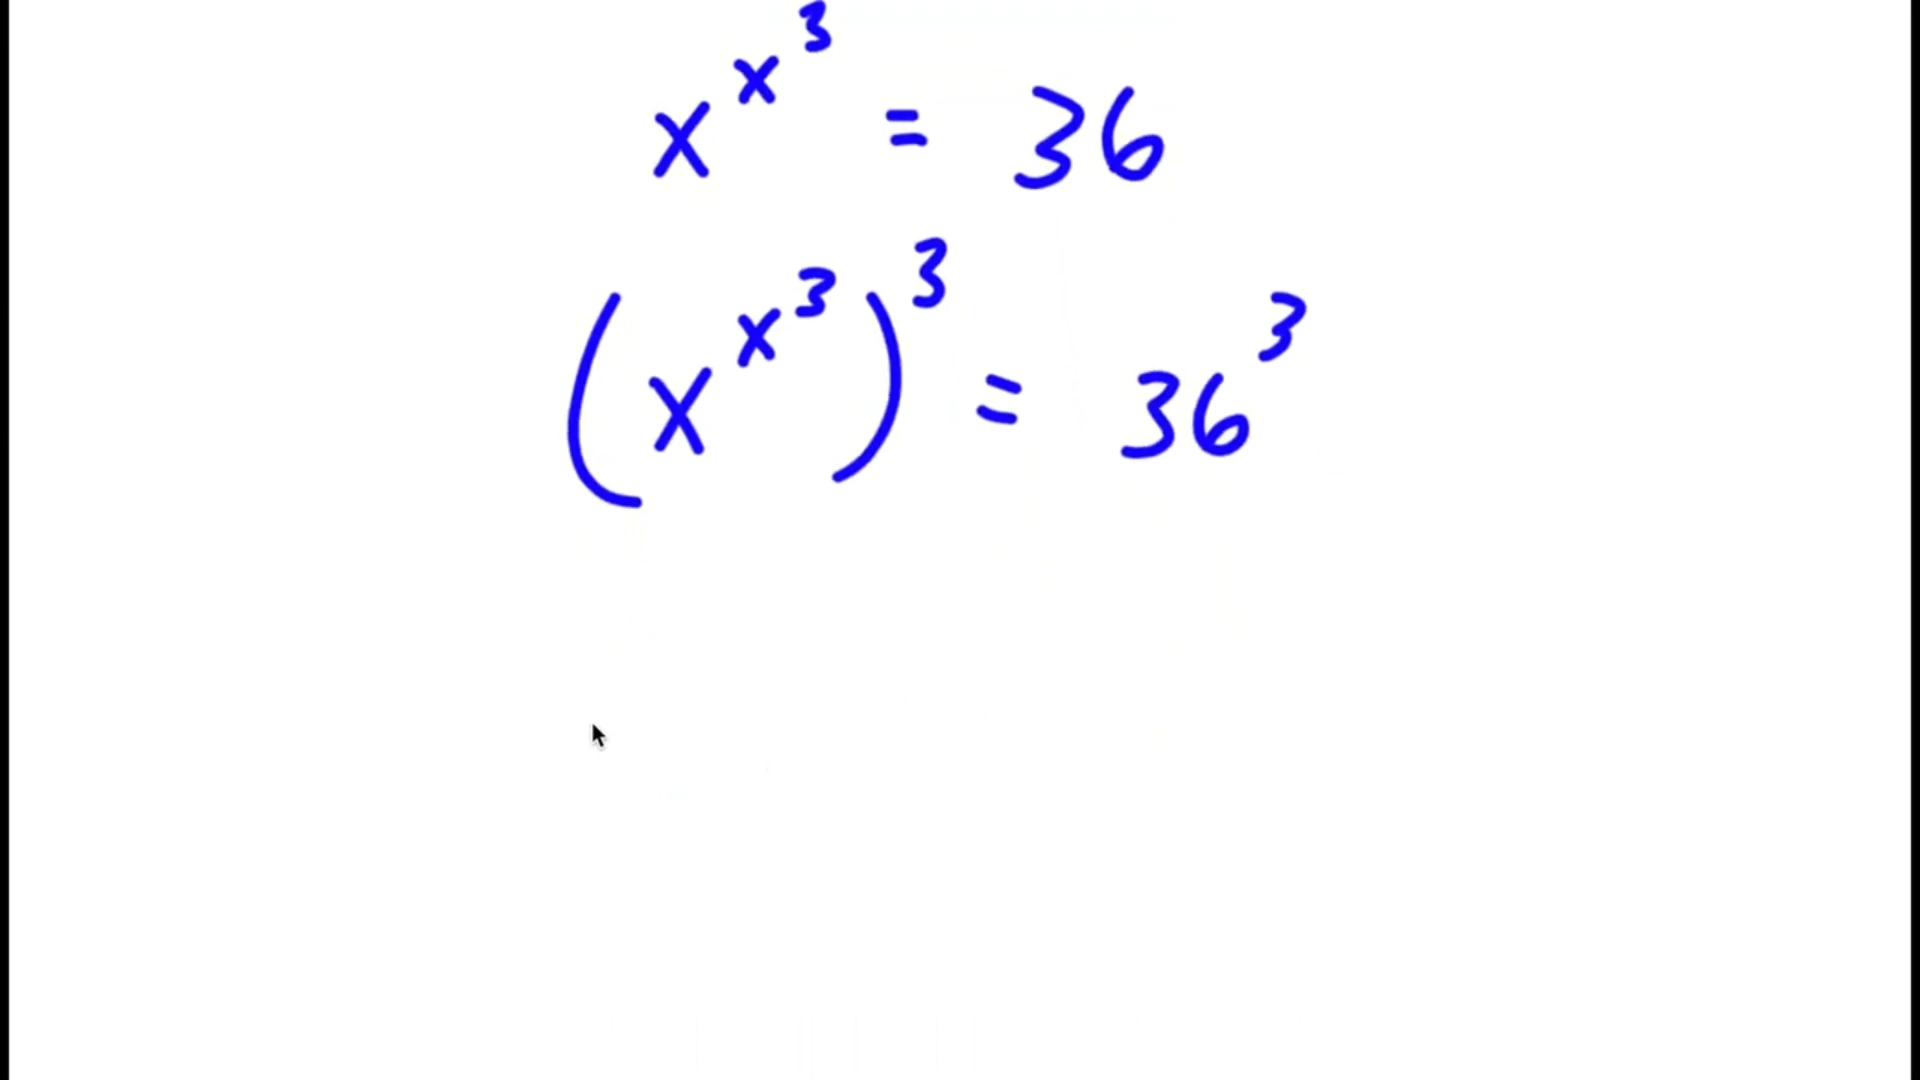 x^{x^3} = 36
(x^{x^3})^3 = 36^3